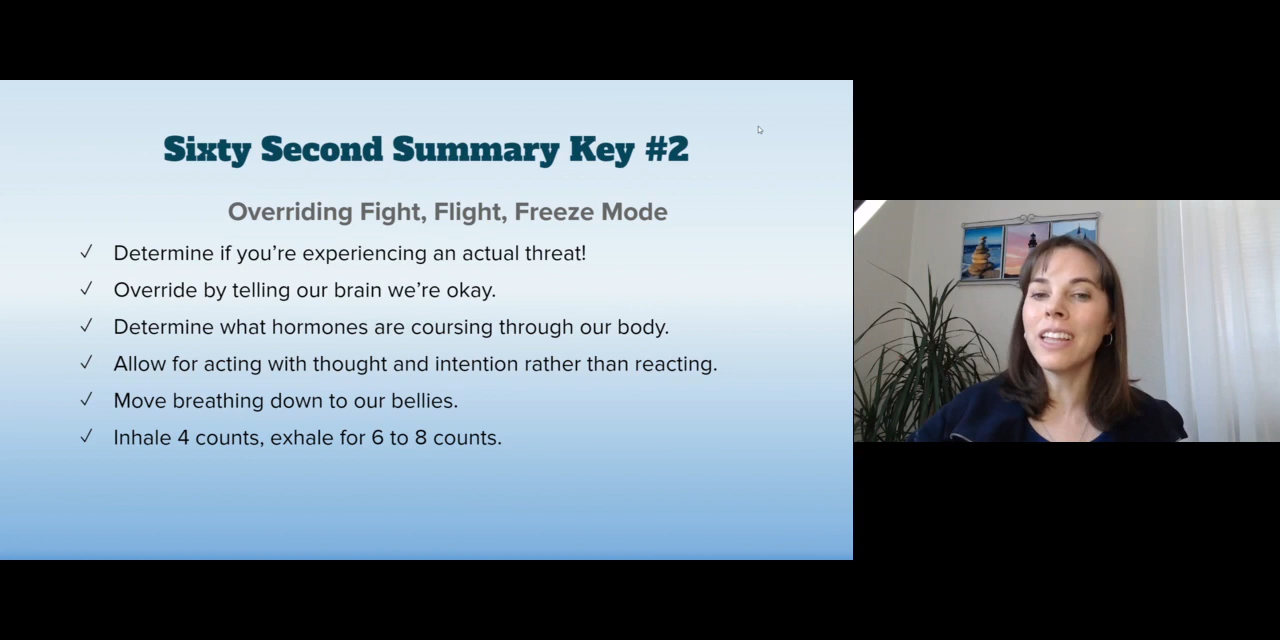 Sixty Second Summary Key #2
Overriding Fight, Flight, Freeze Mode
✓ Determine if you’re experiencing an actual threat!
✓ Override by telling our brain we’re okay.
✓ Determine what hormones are coursing through our body.
✓ Allow for acting with thought and intention rather than reacting.
✓ Move breathing down to our bellies.
✓ Inhale 4 counts, exhale for 6 to 8 counts.